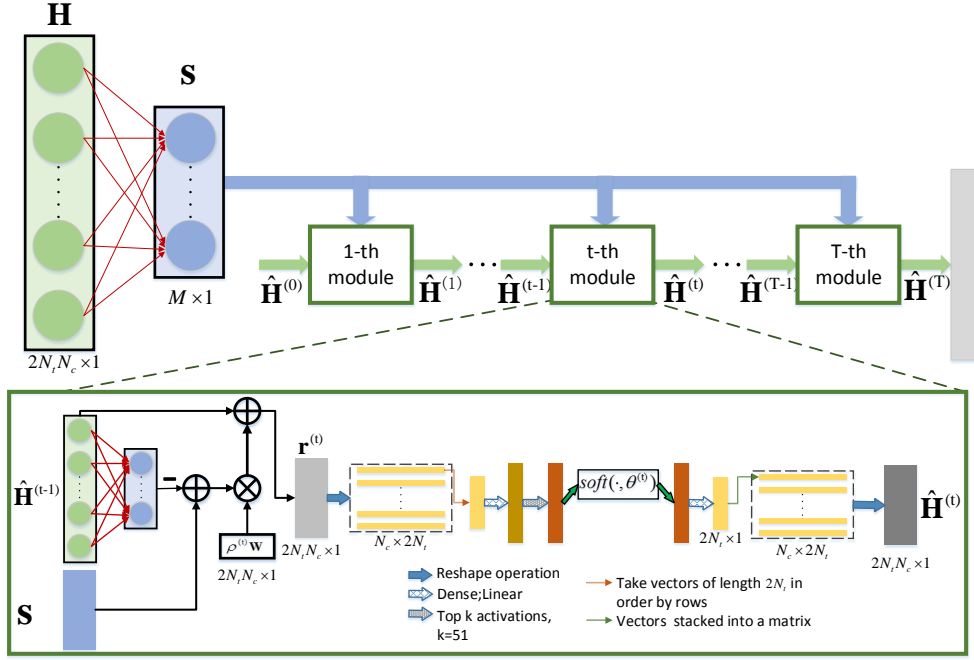 H
S
2N_tN_c×1
M×1
1-th
module
t-th
module
T-th
module
Ĥ^(0)
Ĥ^(1)
Ĥ^(t-1)
Ĥ^(t)
Ĥ^(T-1)
Ĥ^(T)
Ĥ^(t-1)
S
−
ρ^(t)W
2N_tN_c×1
r^(t)
2N_tN_c×1
N_c×2N_t
soft(·,θ^(t))
2N_t×1
N_c×2N_t
Ĥ^(t)
2N_tN_c×1
Reshape operation
Dense;Linear
Top k activations,
k=51
Take vectors of length 2N_t in
order by rows
Vectors stacked into a matrix